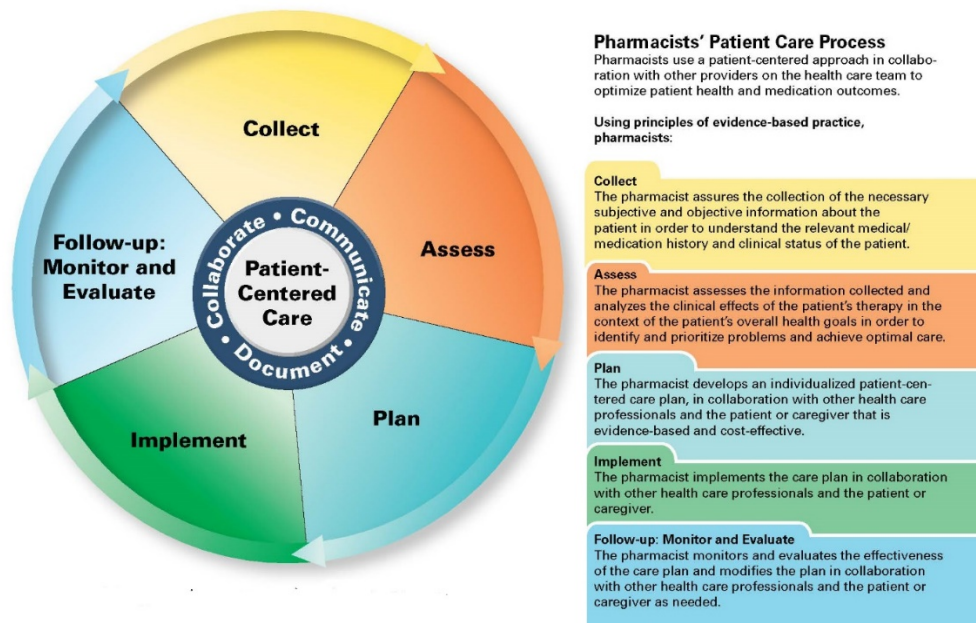 Collect
Assess
Plan
Implement
Follow-up:
Monitor and
Evaluate
Collaborate • Communicate • Document •
Patient-
Centered
Care
Pharmacists' Patient Care Process
Pharmacists use a patient-centered approach in collabo-
ration with other providers on the health care team to
optimize patient health and medication outcomes.
Using principles of evidence-based practice,
pharmacists:
Collect
The pharmacist assures the collection of the necessary
subjective and objective information about the
patient in order to understand the relevant medical/
medication history and clinical status of the patient.
Assess
The pharmacist assesses the information collected and
analyzes the clinical effects of the patient's therapy in the
context of the patient's overall health goals in order to
identify and prioritize problems and achieve optimal care.
Plan
The pharmacist develops an individualized patient-cen-
tered care plan, in collaboration with other health care
professionals and the patient or caregiver that is
evidence-based and cost-effective.
Implement
The pharmacist implements the care plan in collaboration
with other health care professionals and the patient or
caregiver.
Follow-up: Monitor and Evaluate
The pharmacist monitors and evaluates the effectiveness
of the care plan and modifies the plan in collaboration
with other health care professionals and the patient or
caregiver as needed.